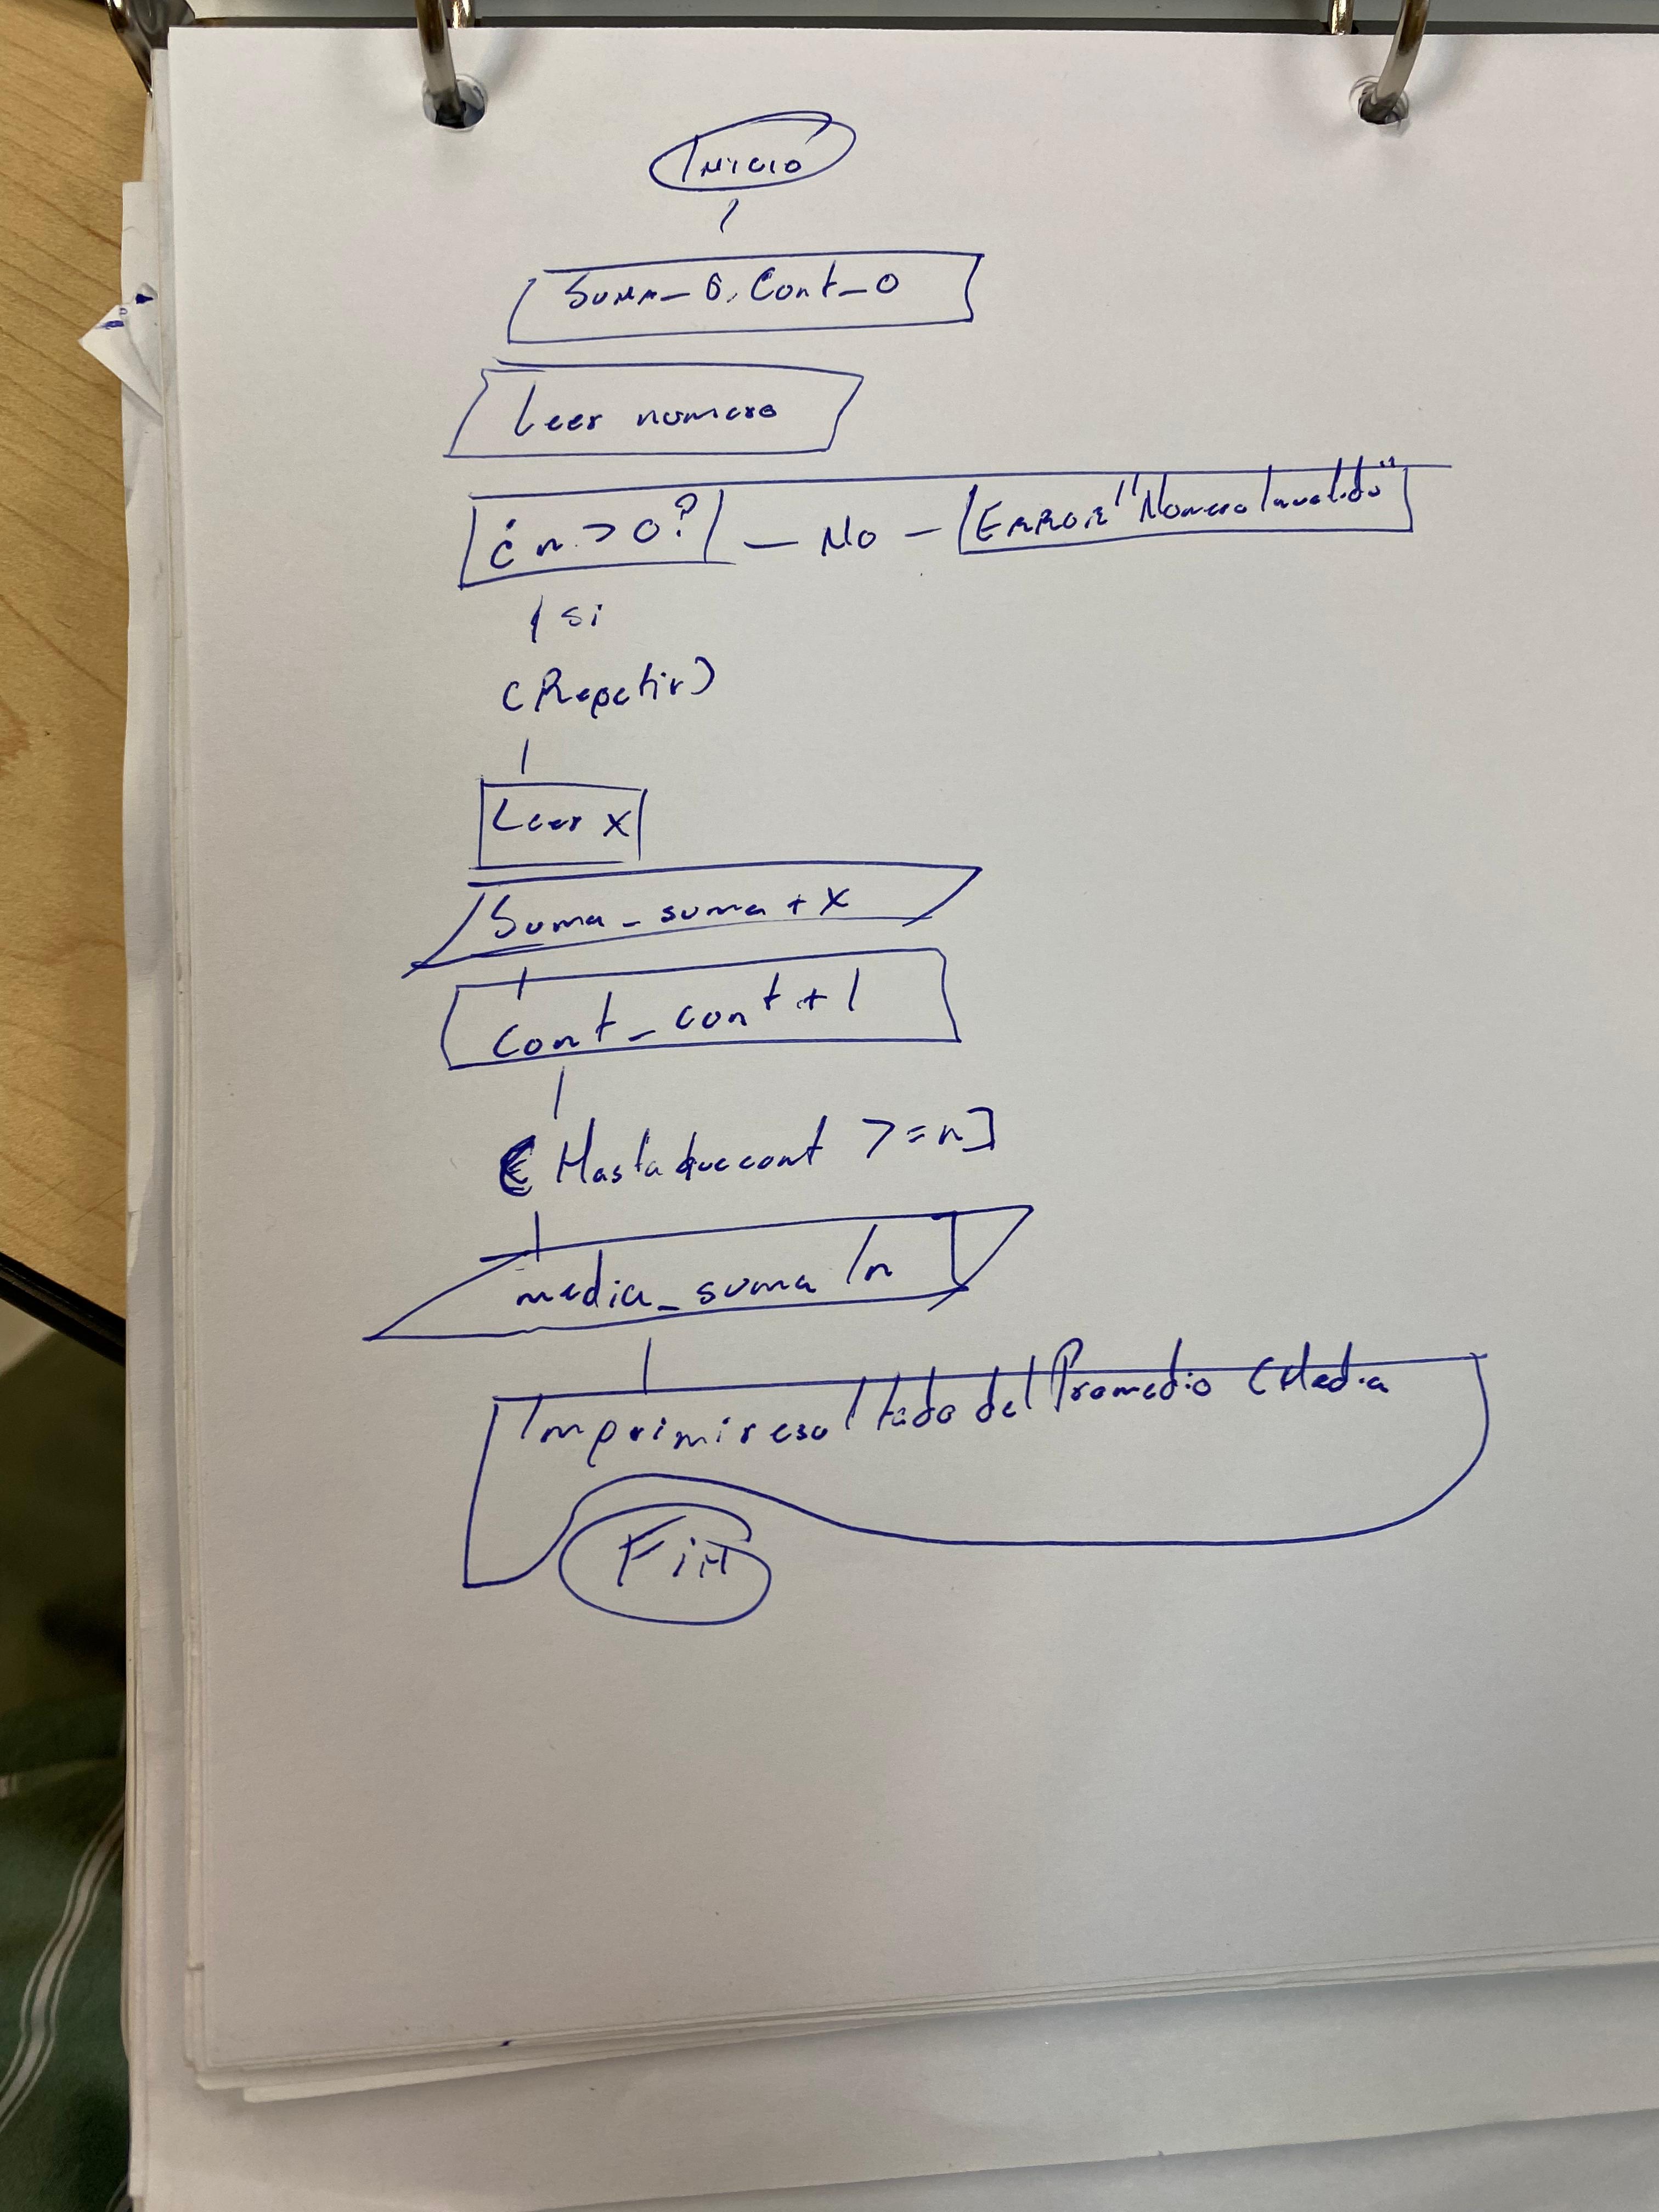 Inicio
Suma_0, Cont_0
Leer numero
¿n > 0? — No — ERROR "Numero Invalido"
si
(Repetir)
Leer x
Suma_suma + x
Cont_cont + 1
[Hasta que cont >= n]
media_suma / n
Imprimir esultado del Promedio (Media
Fin